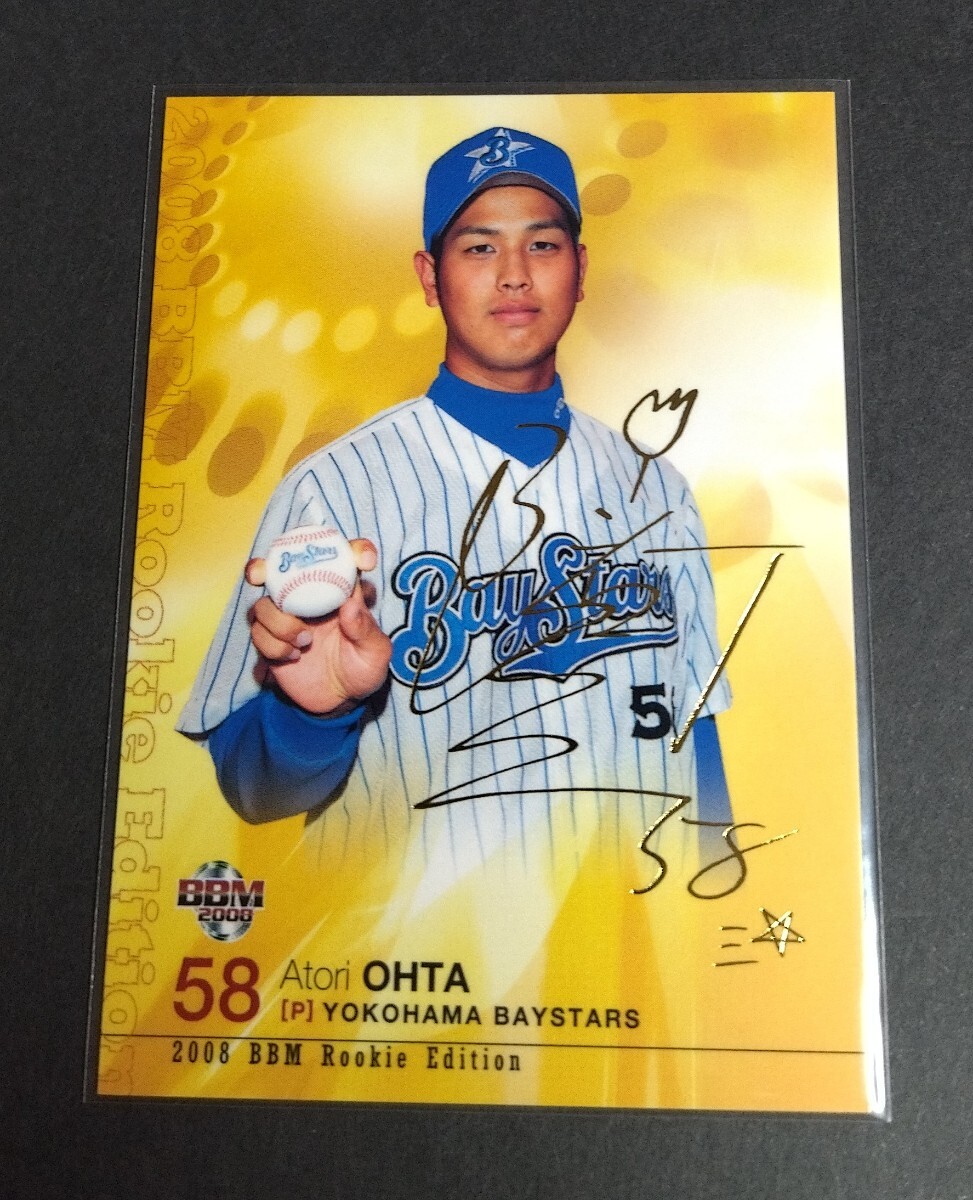 2008 BBM Rookie Edition
B
BayStars
BayStars
5
58
BBM
2008
58 Atori OHTA
[P] YOKOHAMA BAYSTARS
2008 BBM Rookie Edition